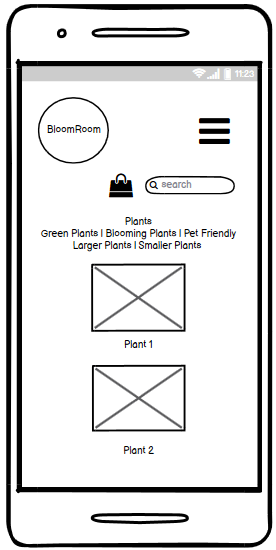 11:23
BloomRoom
search
Plants
Green Plants | Blooming Plants | Pet Friendly
Larger Plants | Smaller Plants
Plant 1
Plant 2